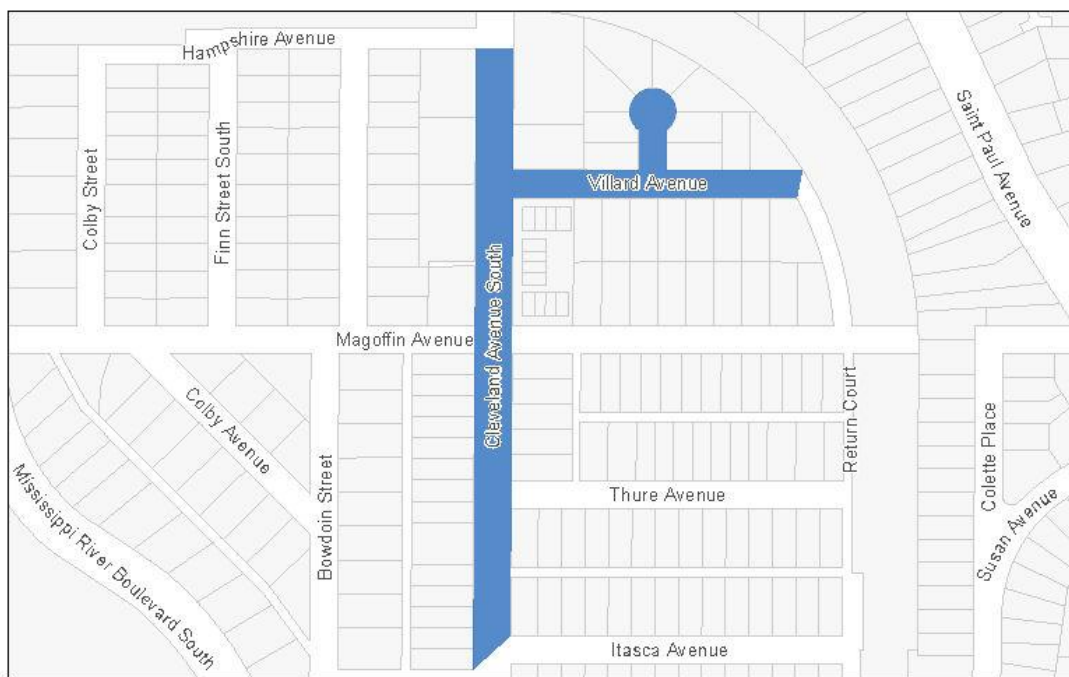 Hampshire Avenue
Saint Paul Avenue
Colby Street
Finn Street South
Villard Avenue
Cleveland Avenue South
Magoffin Avenue
Colby Avenue
Bowdoin Street
Return Court
Colette Place
Thure Avenue
Susan Avenue
Mississippi River Boulevard South
Itasca Avenue